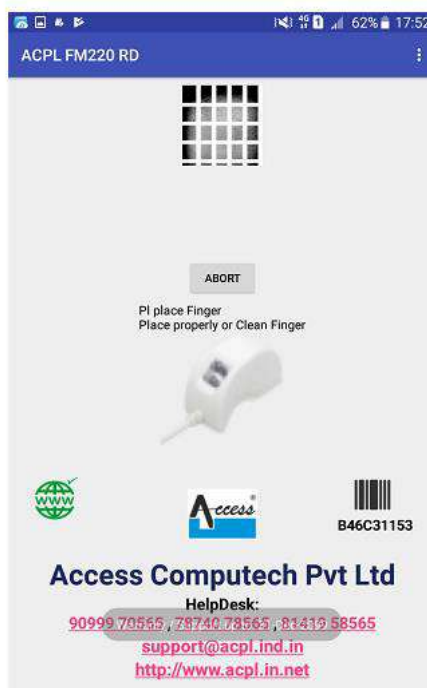 62% 17:52
ACPL FM220 RD
ABORT
Pl place Finger
Place properly or Clean Finger
www
Access
B46C31153
Access Computech Pvt Ltd
HelpDesk:
90999 70565 , 78740 78565 , 81410 58565
support@acpl.ind.in
http://www.acpl.in.net